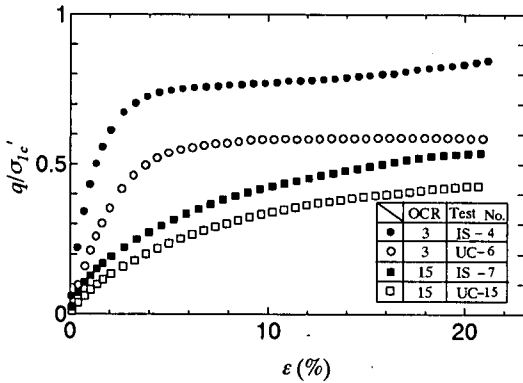 1
0.5
0
q/σ1c′
0 10 20
ε (%)
OCR Test No.
● 3 IS-4
○ 3 UC-6
■ 15 IS-7
□ 15 UC-15